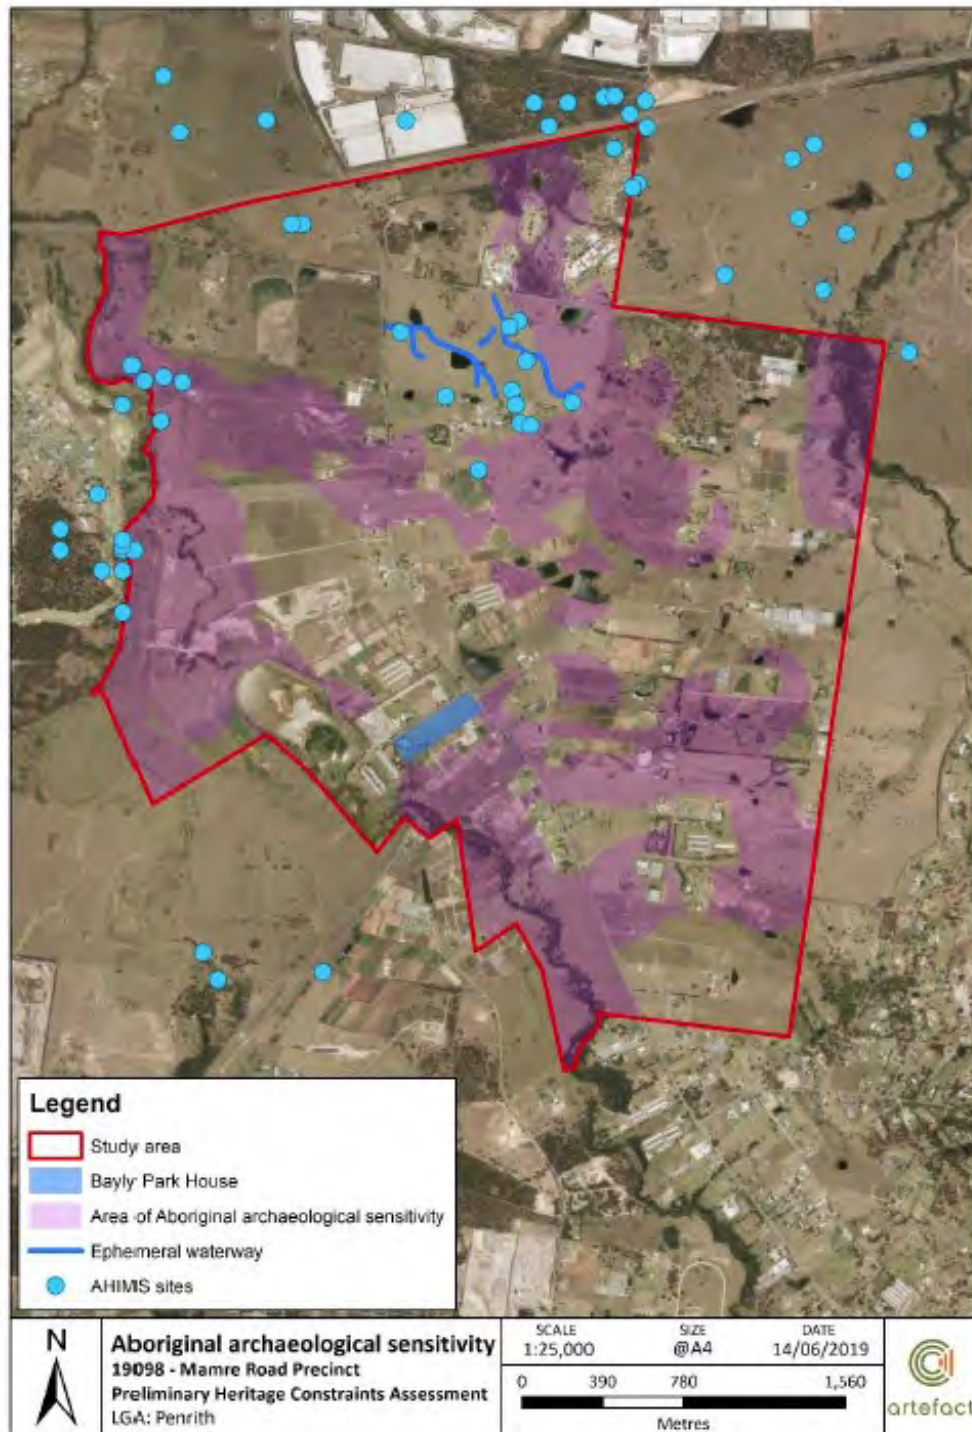 Legend
Study area
Bayly Park House
Area of Aboriginal archaeological sensitivity
Ephemeral waterway
AHIMIS sites
N
Aboriginal archaeological sensitivity
19098 - Mamre Road Precinct
Preliminary Heritage Constraints Assessment
LGA: Penrith
SCALE
1:25,000
SIZE
@A4
DATE
14/06/2019
0 390 780 1,560
Metres
artefact